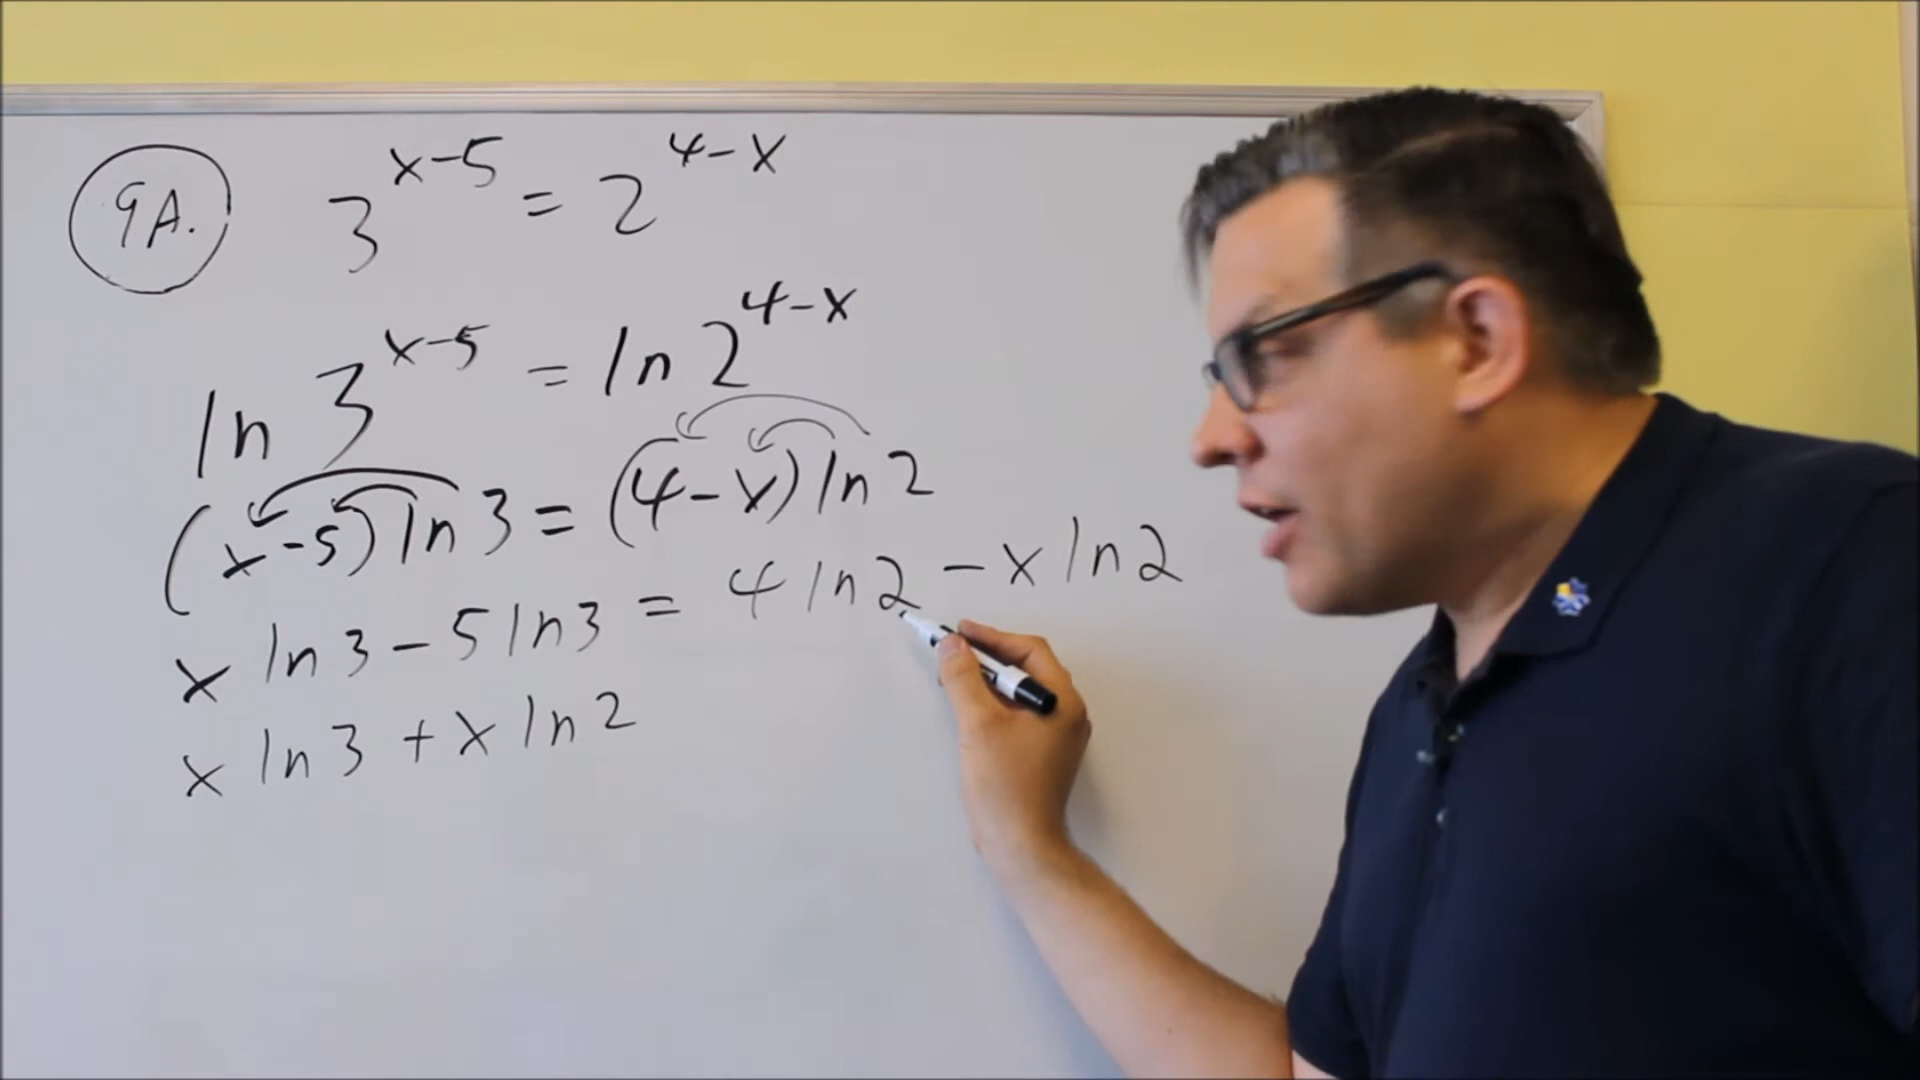 9A.
3^(x-5) = 2^(4-x)
ln 3^(x-5) = ln 2^(4-x)
(x-5) ln 3 = (4-x) ln 2
x ln 3 - 5 ln 3 = 4 ln 2 - x ln 2
x ln 3 + x ln 2